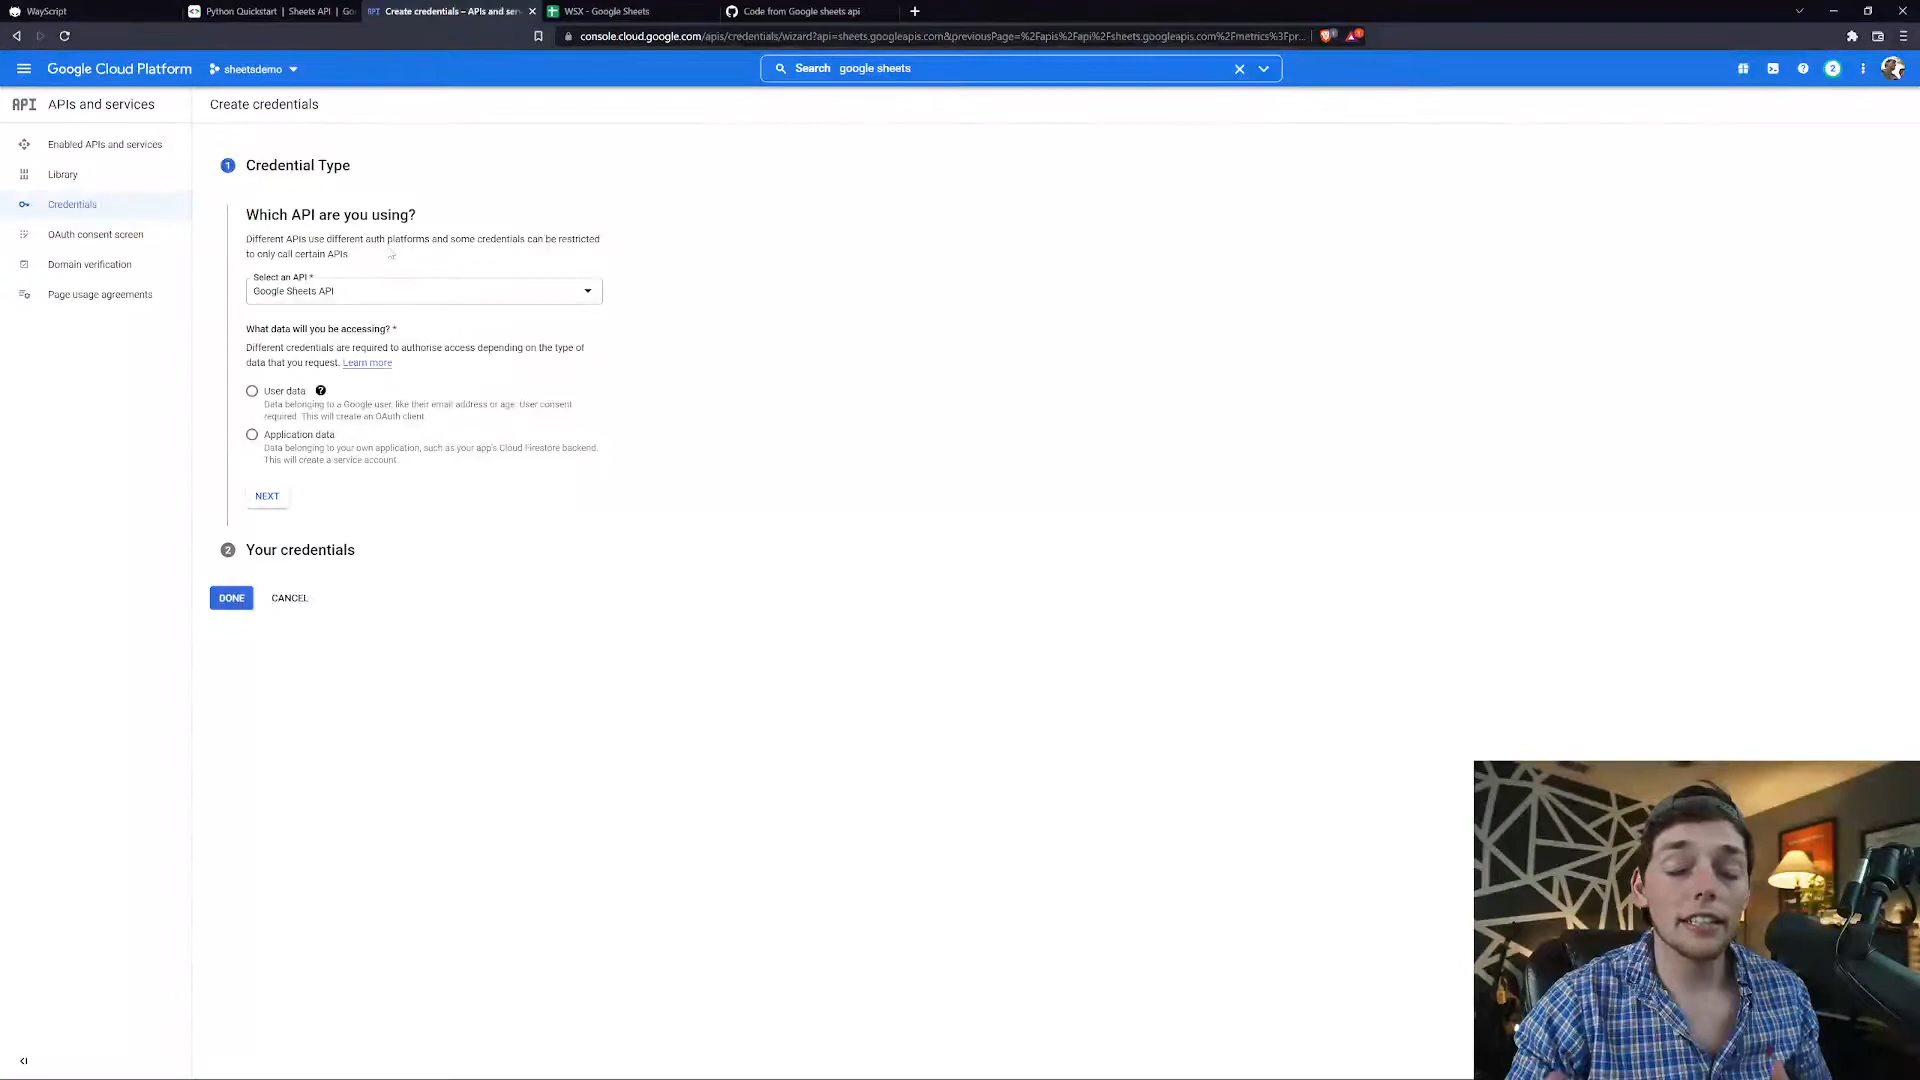 WayScript
Python Quickstart | Sheets API | Go
API Create credentials – APIs and ser
WSX - Google Sheets
Code from Google sheets api
console.cloud.google.com/apis/credentials/wizard?api=sheets.googleapis.com&previousPage=%2Fapis%2Fapi%2Fsheets.googleapis.com%2Fmetrics%3Fpr...
Google Cloud Platform
sheetsdemo
Search google sheets
2
API APIs and services
Create credentials
Enabled APIs and services
Library
Credentials
OAuth consent screen
Domain verification
Page usage agreements
1 Credential Type
Which API are you using?
Different APIs use different auth platforms and some credentials can be restricted
to only call certain APIs
Select an API *
Google Sheets API
What data will you be accessing? *
Different credentials are required to authorise access depending on the type of
data that you request. Learn more
User data
Data belonging to a Google user, like their email address or age. User consent
required. This will create an OAuth client
Application data
Data belonging to your own application, such as your app's Cloud Firestore backend.
This will create a service account.
NEXT
2 Your credentials
DONE
CANCEL